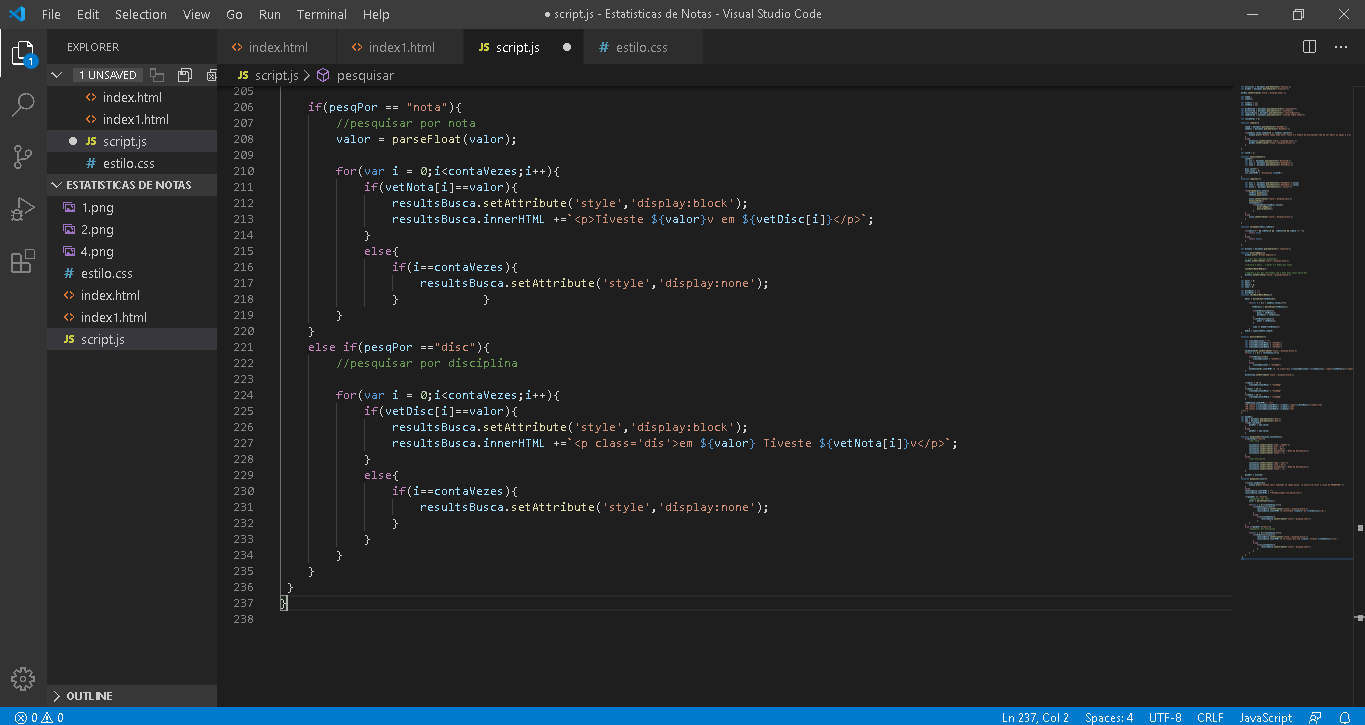 File Edit Selection View Go Run Terminal Help
● script.js - Estatisticas de Notas - Visual Studio Code
EXPLORER
1 UNSAVED
<> index.html
<> index1.html
● JS script.js
# estilo.css
ESTATISTICAS DE NOTAS
1.png
2.png
4.png
# estilo.css
<> index.html
<> index1.html
JS script.js
OUTLINE
1
<> index.html <> index1.html JS script.js ● # estilo.css
JS script.js > pesquisar
205
206 if(pesqPor == "nota"){
207 //pesquisar por nota
208 valor = parseFloat(valor);
209
210 for(var i = 0;i<contaVezes;i++){
211 if(vetNota[i]==valor){
212 resultsBusca.setAttribute('style','display:block');
213 resultsBusca.innerHTML +=`<p>Tiveste ${valor}v em ${vetDisc[i]}</p>`;
214 }
215 else{
216 if(i==contaVezes){
217 resultsBusca.setAttribute('style','display:none');
218 } }
219 }
220 }
221 else if(pesqPor =="disc"){
222 //pesquisar por disciplina
223
224 for(var i = 0;i<contaVezes;i++){
225 if(vetDisc[i]==valor){
226 resultsBusca.setAttribute('style','display:block');
227 resultsBusca.innerHTML +=`<p class='dis'>em ${valor} Tiveste ${vetNota[i]}v</p>`;
228 }
229 else{
230 if(i==contaVezes){
231 resultsBusca.setAttribute('style','display:none');
232 }
233 }
234 }
235 }
236 }
237 }
238
0 0
Ln 237, Col 2 Spaces: 4 UTF-8 CRLF JavaScript